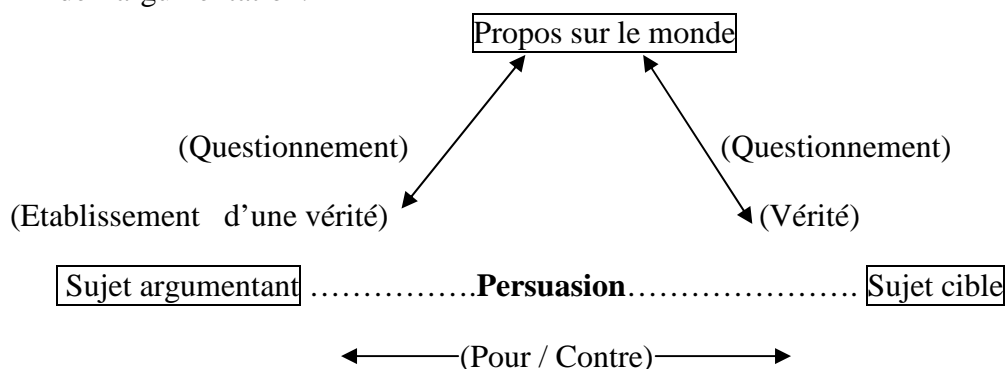 Propos sur le monde
(Questionnement) (Questionnement)
(Etablissement d'une vérité) (Vérité)
Sujet argumentant …………….Persuasion…………………. Sujet cible
(Pour / Contre)